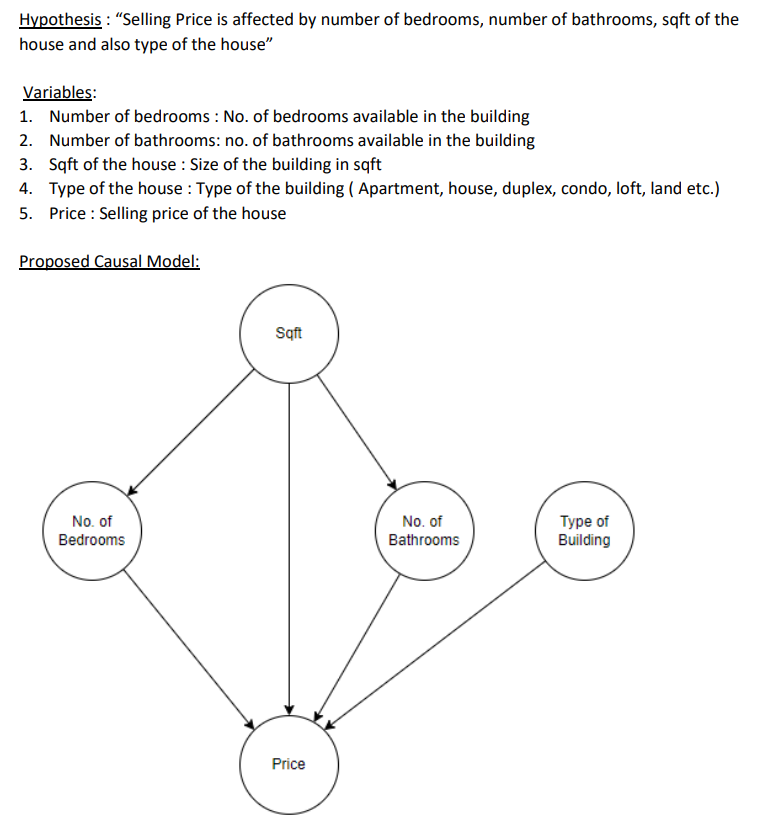 Hypothesis : “Selling Price is affected by number of bedrooms, number of bathrooms, sqft of the
house and also type of the house”
Variables:
1. Number of bedrooms : No. of bedrooms available in the building
2. Number of bathrooms: no. of bathrooms available in the building
3. Sqft of the house : Size of the building in sqft
4. Type of the house : Type of the building ( Apartment, house, duplex, condo, loft, land etc.)
5. Price : Selling price of the house
Proposed Causal Model:
Sqft
No. of
Bedrooms
No. of
Bathrooms
Type of
Building
Price